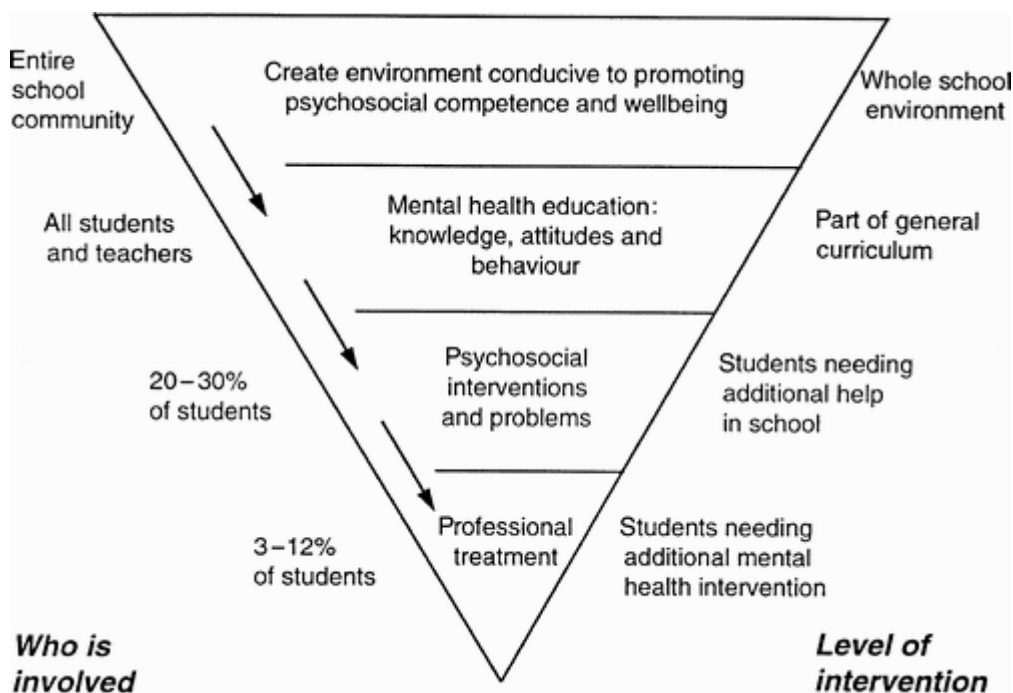 Entire
school
community
Create environment conducive to promoting
psychosocial competence and wellbeing
Whole school
environment
All students
and teachers
Mental health education:
knowledge, attitudes and
behaviour
Part of general
curriculum
20–30%
of students
Psychosocial
interventions
and problems
Students needing
additional help
in school
3–12%
of students
Professional
treatment
Students needing
additional mental
health intervention
Who is
involved
Level of
intervention